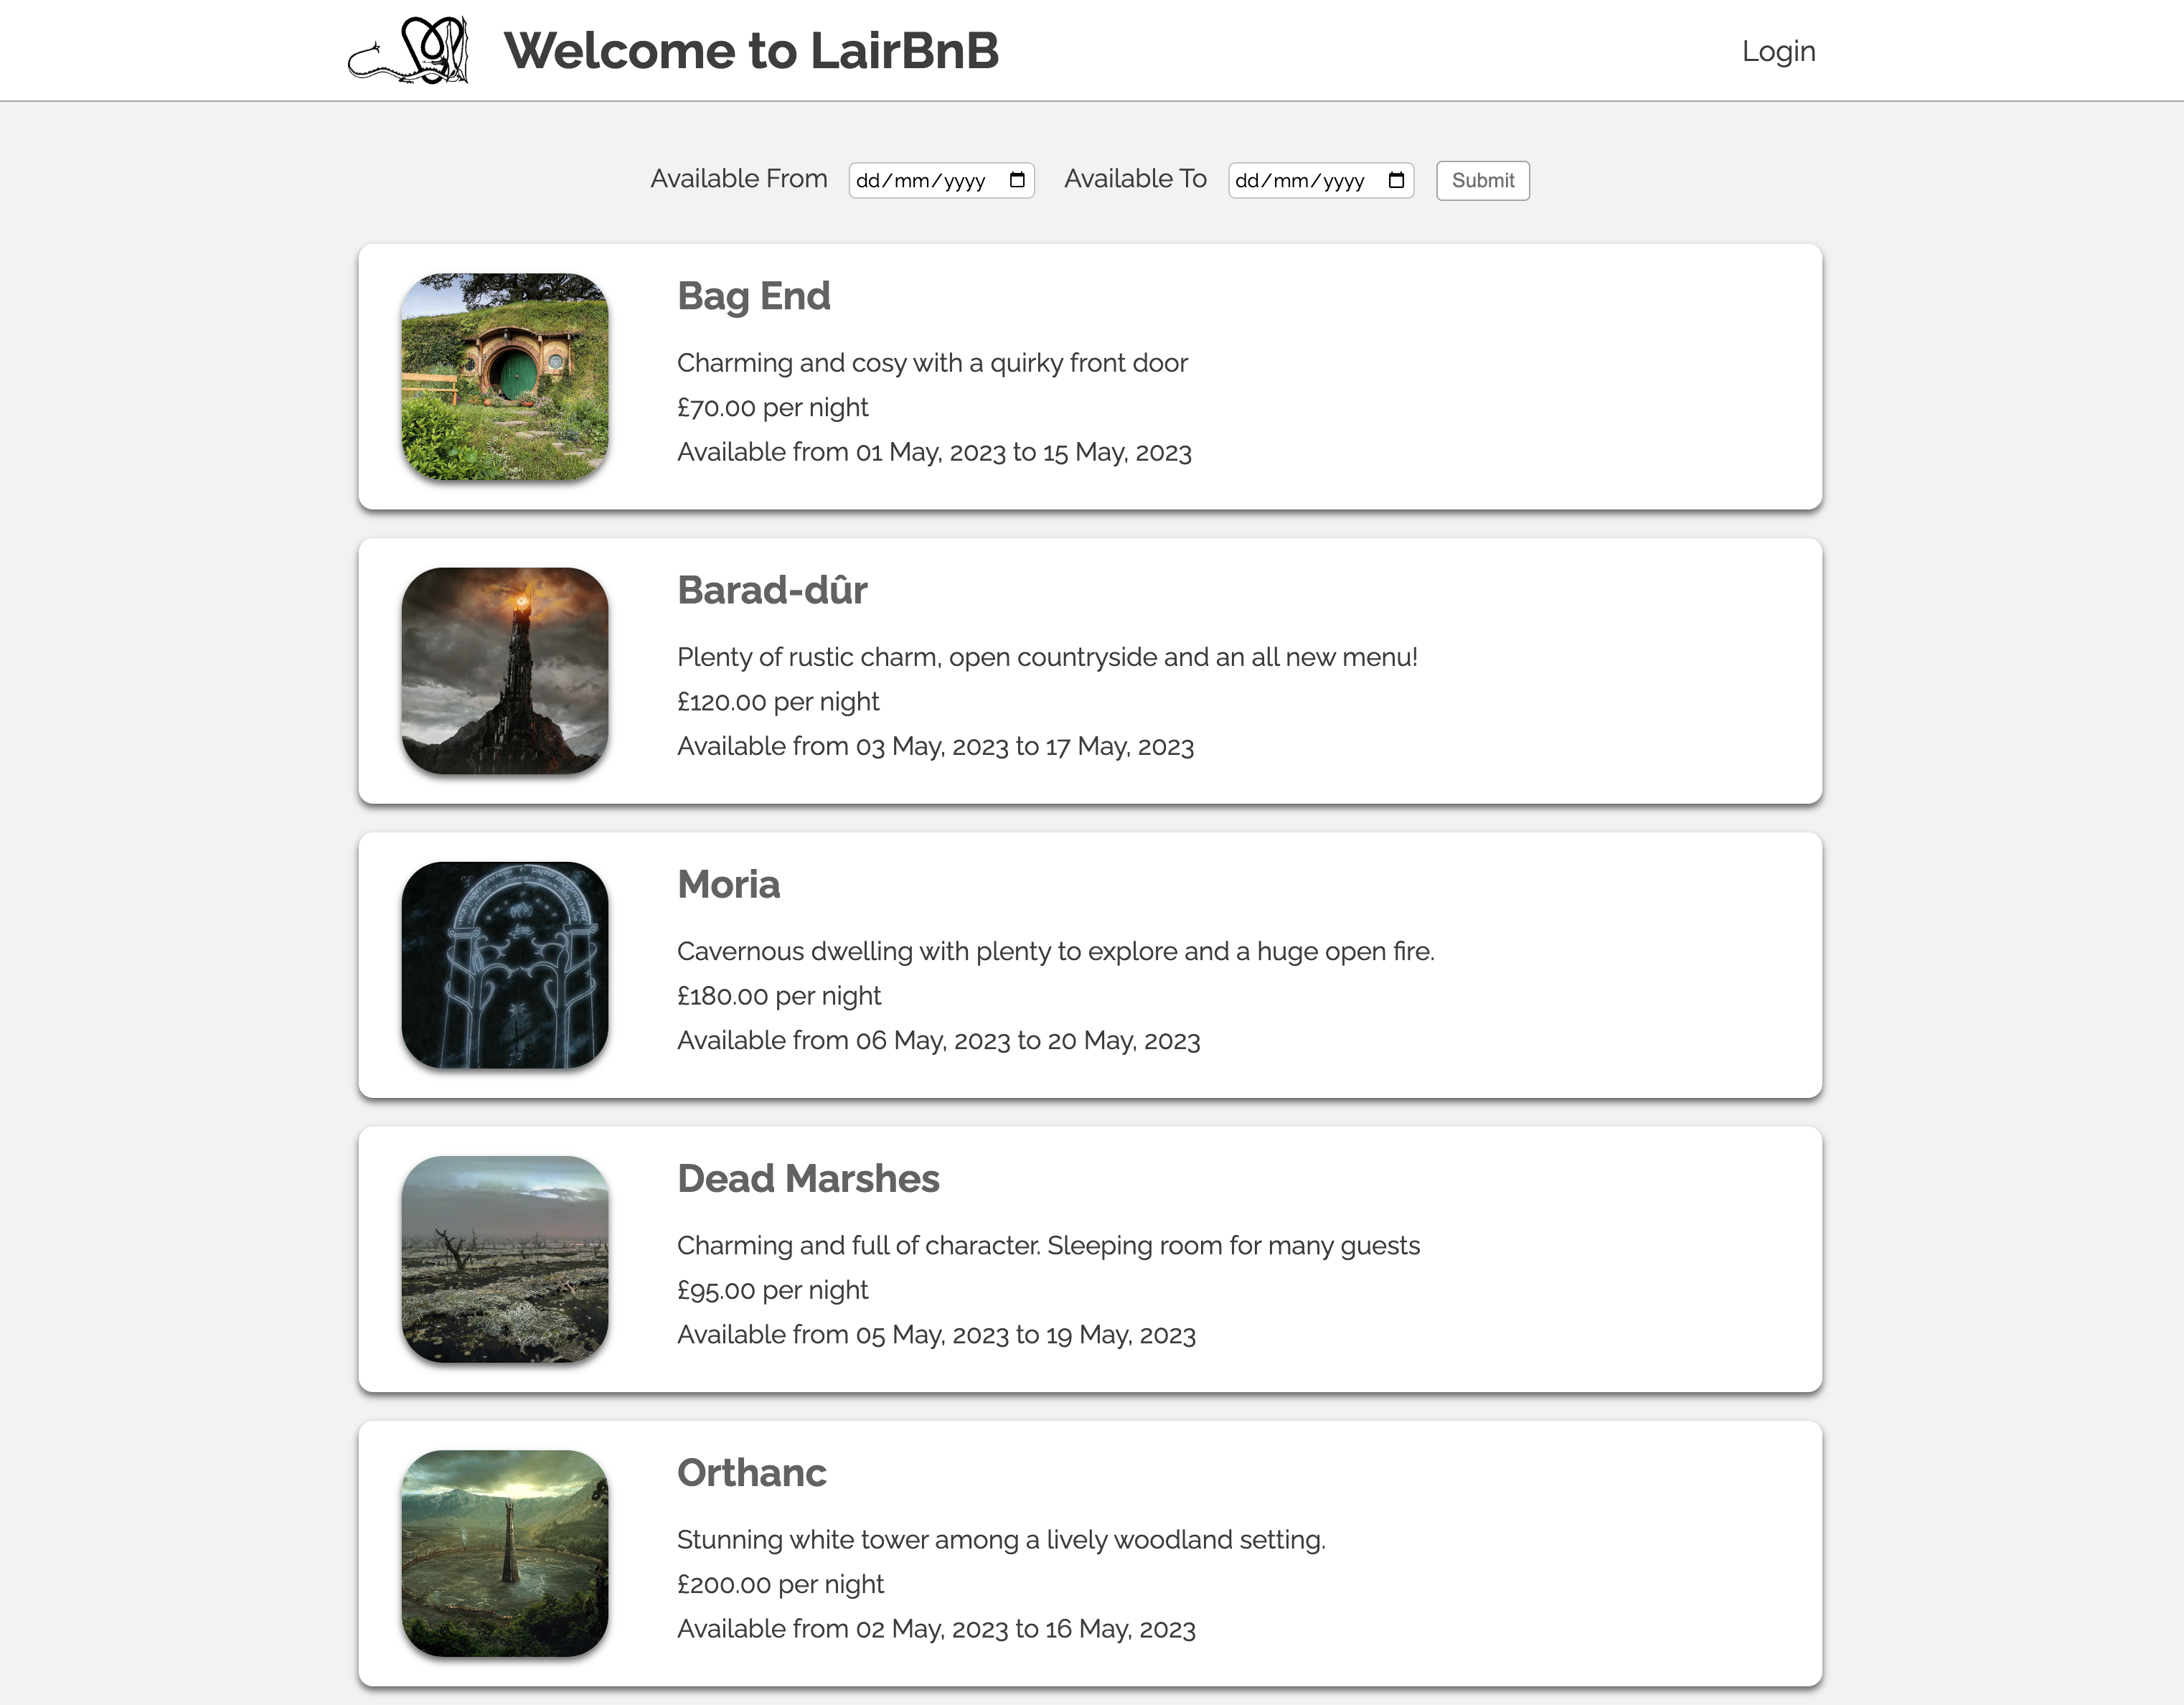 Welcome to LairBnB
Login
Available From dd/mm/yyyy Available To dd/mm/yyyy Submit
Bag End
Charming and cosy with a quirky front door
£70.00 per night
Available from 01 May, 2023 to 15 May, 2023
Barad-dûr
Plenty of rustic charm, open countryside and an all new menu!
£120.00 per night
Available from 03 May, 2023 to 17 May, 2023
Moria
Cavernous dwelling with plenty to explore and a huge open fire.
£180.00 per night
Available from 06 May, 2023 to 20 May, 2023
Dead Marshes
Charming and full of character. Sleeping room for many guests
£95.00 per night
Available from 05 May, 2023 to 19 May, 2023
Orthanc
Stunning white tower among a lively woodland setting.
£200.00 per night
Available from 02 May, 2023 to 16 May, 2023